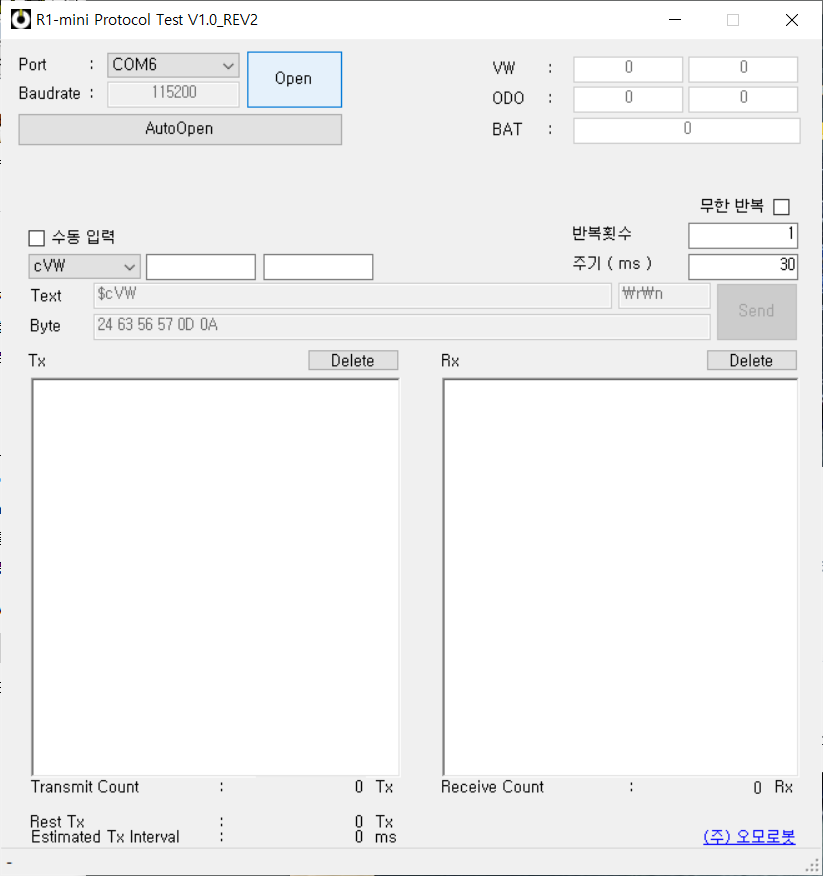 R1-mini Protocol Test V1.0_REV2
Port : COM6 Open
Baudrate : 115200
AutoOpen
VW : 0 0
ODO : 0 0
BAT : 0
무한 반복
수동 입력
반복횟수 1
cVW
주기 ( ms ) 30
Text $cVW ₩r₩n Send
Byte 24 63 56 57 0D 0A
Tx Delete Rx Delete
Transmit Count : 0 Tx
Receive Count : 0 Rx
Rest Tx : 0 Tx
Estimated Tx Interval : 0 ms
(주) 오모로봇
-